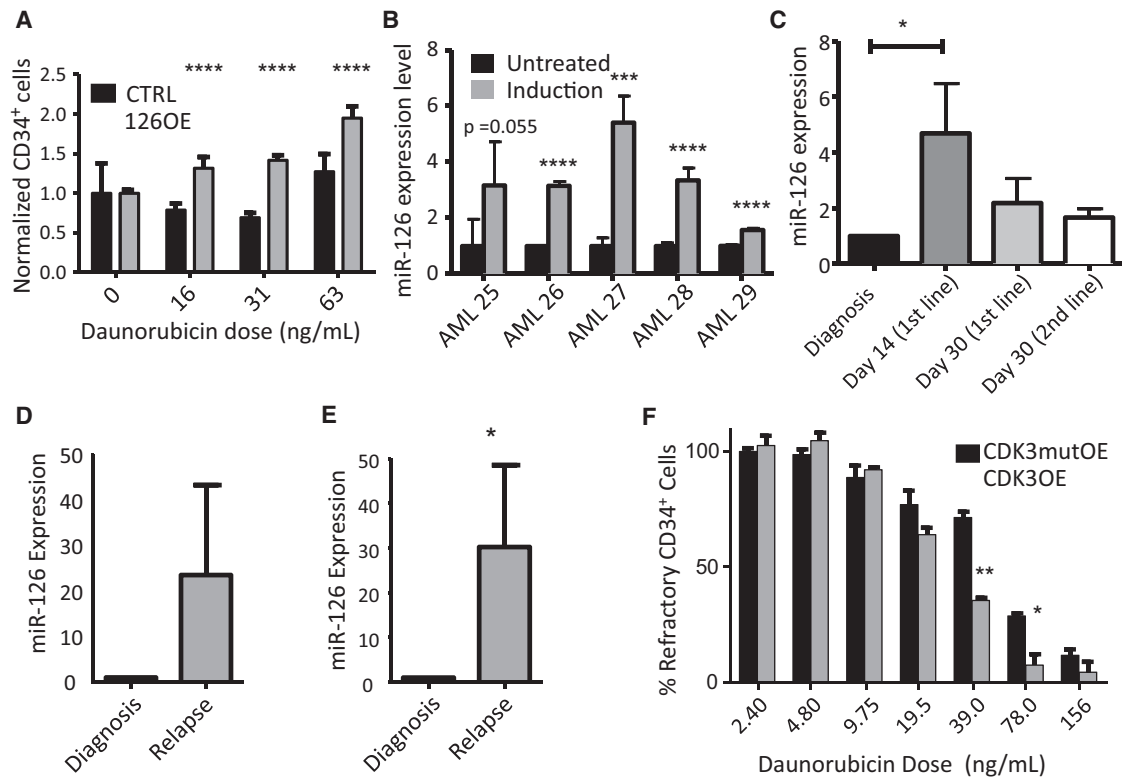 A
Normalized CD34+ cells
2.5
2.0
1.5
1.0
0.5
0.0
CTRL
126OE
****
****
****
0
16
31
63
Daunorubicin dose (ng/mL)
B
miR-126 expression level
8
6
4
2
0
Untreated
Induction
p =0.055
****
***
****
****
AML 25
AML 26
AML 27
AML 28
AML 29
C
miR-126 expression
8
6
4
2
0
*
Diagnosis
Day 14 (1st line)
Day 30 (1st line)
Day 30 (2nd line)
D
miR-126 Expression
50
40
30
20
10
0
Diagnosis
Relapse
E
miR-126 Expression
50
40
30
20
10
0
*
Diagnosis
Relapse
F
% Refractory CD34+ Cells
100
50
0
CDK3mutOE
CDK3OE
**
*
2.40
4.80
9.75
19.5
39.0
78.0
156
Daunorubicin Dose (ng/mL)